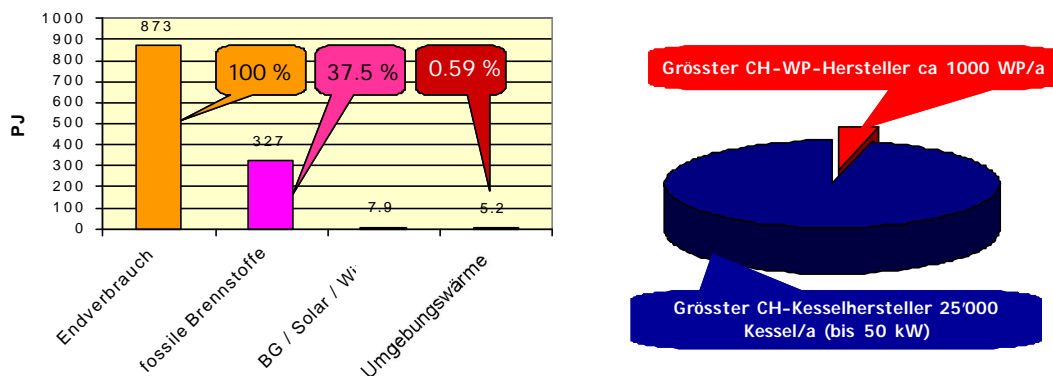 PJ
1000
900
800
700
600
500
400
300
200
100
0
873
327
7.9
5.2
100 %
37.5 %
0.59 %
Endverbrauch
fossile Brennstoffe
BG / Solar / Wi
Umgebungswärme
Grösster CH-WP-Hersteller ca 1000 WP/a
Grösster CH-Kesselhersteller 25'000
Kessel/a (bis 50 kW)